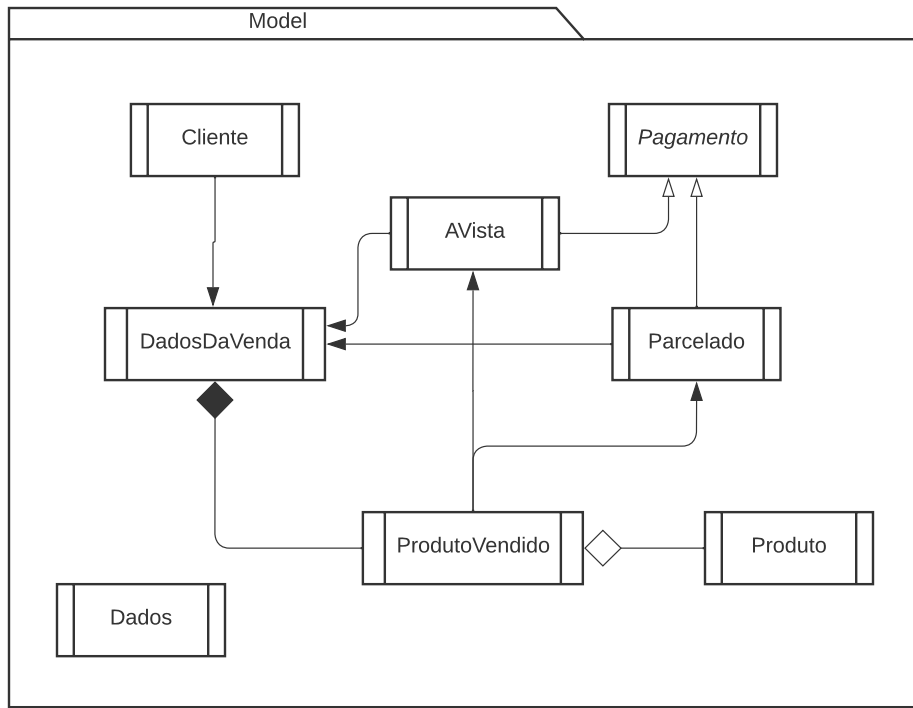 Model
Cliente
Pagamento
AVista
DadosDaVenda
Parcelado
ProdutoVendido
Produto
Dados